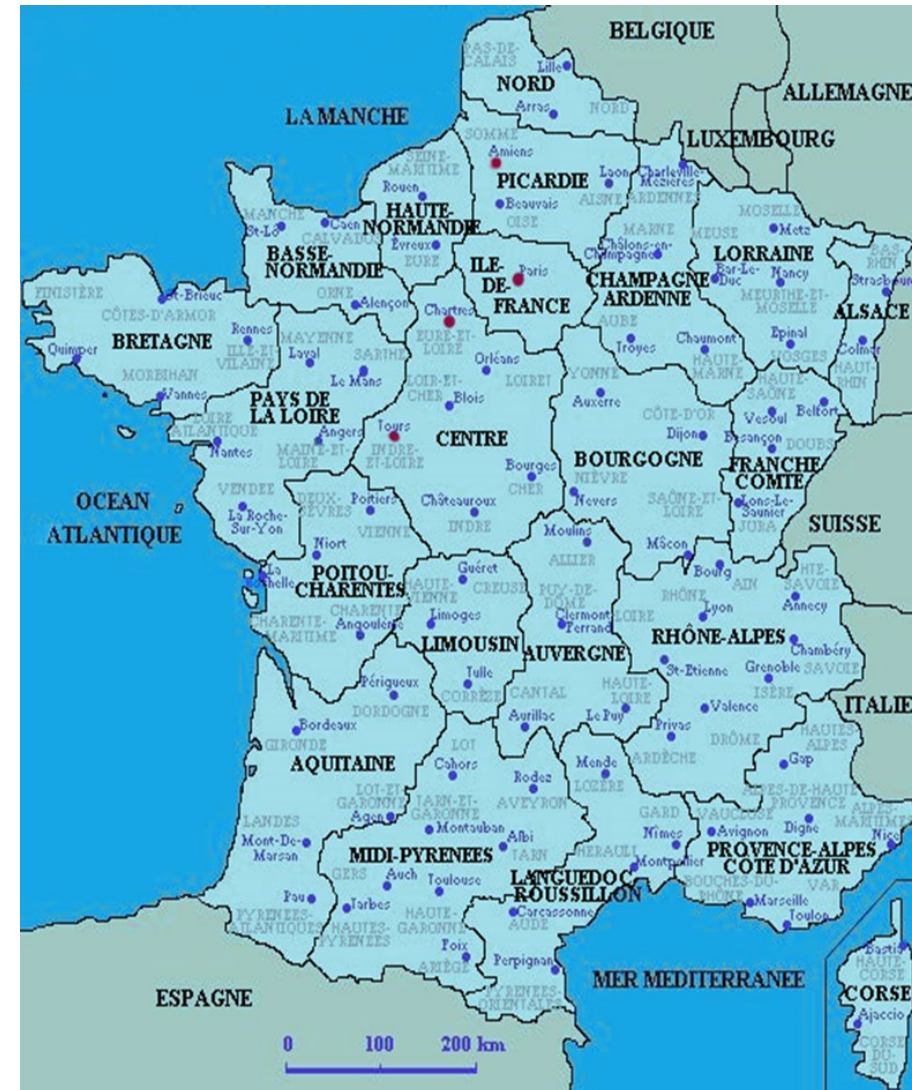 BELGIQUE
PAS-DE-
CALAIS
Lille
NORD
ALLEMAGNE
Arras
NORD
LA MANCHE
SOMME
LUXEMBOURG
Amiens
SEINE-
MARITIME
PICARDIE
Laon
Charleville-
Mézières
Rouen
AISNE
ARDENNES
HAUTE-
NORMANDIE
Beauvais
OISE
MOSELLE
MANCHE
St-Lô
Caen
CALVADOS
MARNE
MEUSE
Metz
BAS-
RHIN
Évreux
EURE
BASSE-
NORMANDIE
Châlons-en-
Champagne
LORRAINE
ILE-
DE-
FRANCE
Paris
CHAMPAGNE
ARDENNE
Bar-Le-
Duc
Nancy
Strasbourg
FINISTÈRE
St-Brieuc
ORNE
Alençon
MEURTHE-ET-
MOSELLE
CÔTES-D'ARMOR
Chartres
EURE-ET-
LOIRE
AUBE
ALSACE
BRETAGNE
Rennes
ILLE-ET-
VILAINE
MAYENNE
Laval
SARTHE
Troyes
Epinal
VOSGES
Colmar
HAUT-
RHIN
Quimper
Orléans
Chaumont
HAUTE-
MARNE
MORBIHAN
Le Mans
LOIR-ET-
CHER
LOIRET
YONNE
HAUTE-
SAÔNE
Vannes
PAYS DE
LA LOIRE
Blois
Auxerre
Vesoul
Belfort
LOIRE
ATLANTIQUE
CÔTE-D'OR
Angers
Tours
CENTRE
Dijon
Besançon
DOUBS
Nantes
MAINE-ET-
LOIRE
INDRE-
ET-LOIRE
BOURGOGNE
FRANCHE
COMTE
VENDEE
DEUX-
SÈVRES
Poitiers
Bourges
CHER
NIÈVRE
Nevers
SAÔNE-ET-
LOIRE
Lons-Le-
Saunier
JURA
OCEAN
ATLANTIQUE
La Roche-
Sur-Yon
VIENNE
Châteauroux
INDRE
SUISSE
Niort
Moulins
ALLIER
Mâcon
La
Rochelle
POITOU-
CHARENTES
HAUTE-
VIENNE
Guéret
CREUSE
PUY-DE-
DÔME
Bourg
AIN
HTE-
SAVOIE
RHÔNE
Annecy
CHARENTE-
MARITIME
CHARENTE
Angoulême
Limoges
Clermont
Ferrand
LOIRE
Lyon
LIMOUSIN
AUVERGNE
RHÔNE-ALPES
Chambéry
SAVOIE
Périgueux
DORDOGNE
Tulle
CORRÈZE
CANTAL
HAUTE-
LOIRE
St-Etienne
Grenoble
ISÈRE
Bordeaux
GIRONDE
Aurillac
Le Puy
Valence
ITALIE
Privas
ARDÈCHE
DRÔME
HAUTES-
ALPES
AQUITAINE
LOT
Cahors
Rodez
AVEYRON
Mende
LOZÈRE
Gap
LOT-ET-
GARONNE
Agen
TARN-ET-
GARONNE
ALPES-DE-HAUTE
PROVENCE
ALPES-
MARITIMES
LANDES
Montauban
Albi
TARN
GARD
Nîmes
VAUCLUSE
Avignon
Digne
Nice
Mont-De-
Marsan
MIDI-PYRENEES
HERAULT
Montpellier
PROVENCE-ALPES
COTE D'AZUR
GERS
Auch
Toulouse
LANGUEDOC
ROUSSILLON
BOUCHES-DU-
RHÔNE
VAR
Pau
Tarbes
Carcassonne
AUDE
Marseille
Toulon
PYRENEES-
ATLANTIQUES
HAUTES-
PYRENEES
HAUTE-
GARONNE
Foix
ARIÈGE
Perpignan
Bastia
HAUTE-
CORSE
PYRENEES-
ORIENTALES
MER MEDITERRANEE
ESPAGNE
CORSE
Ajaccio
CORSE
DU-
SUD
0 100 200 km